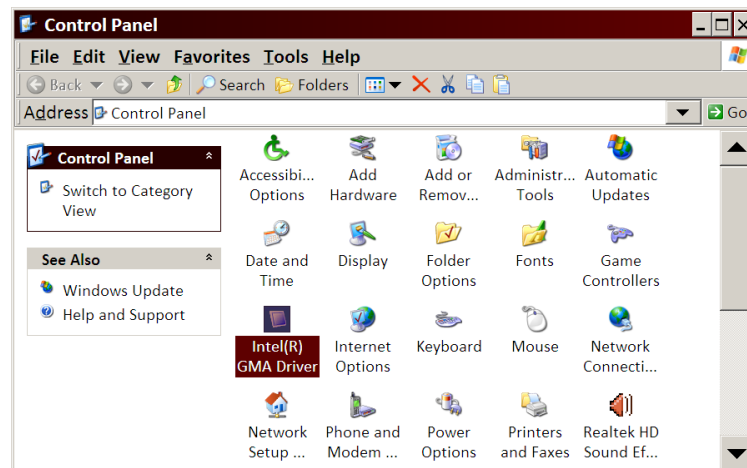 Control Panel
File Edit View Favorites Tools Help
Back Search Folders
Address Control Panel Go
Control Panel
Switch to Category
View
See Also
Windows Update
Help and Support
Accessibi...
Options
Add
Hardware
Add or
Remov...
Administr...
Tools
Automatic
Updates
Date and
Time
Display
Folder
Options
Fonts
Game
Controllers
Intel(R)
GMA Driver
Internet
Options
Keyboard
Mouse
Network
Connecti...
Network
Setup ...
Phone and
Modem ...
Power
Options
Printers
and Faxes
Realtek HD
Sound Ef...